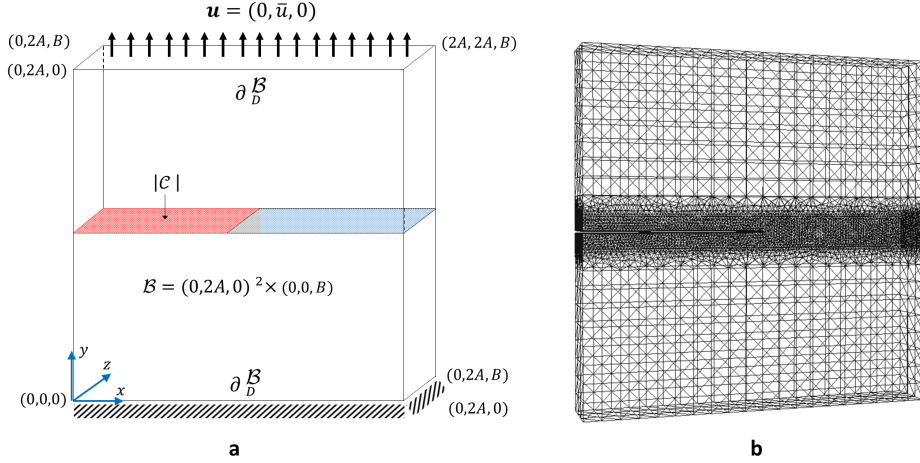 u = (0, ū, 0)
(0,2A, B)
(2A, 2A, B)
(0,2A, 0)
∂_D ℬ
|𝒞 |
ℬ = (0,2A, 0) ² × (0,0, B)
y
z
x
∂_D ℬ
(0,0,0)
(0,2A, B)
(0,2A, 0)
a
b